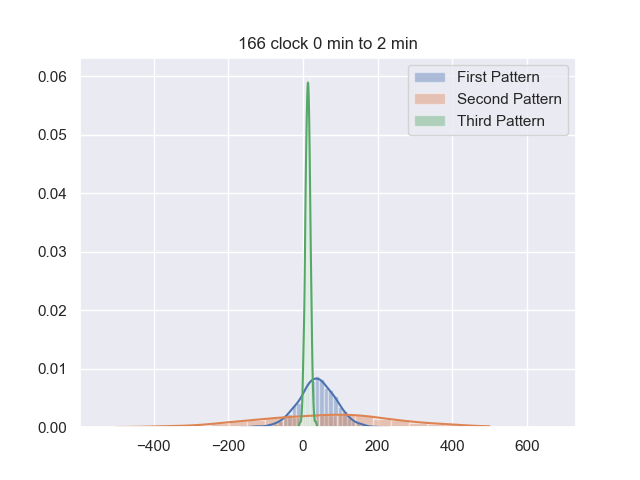 166 clock 0 min to 2 min
First Pattern
Second Pattern
Third Pattern
0.06
0.05
0.04
0.03
0.02
0.01
0.00
−400 −200 0 200 400 600